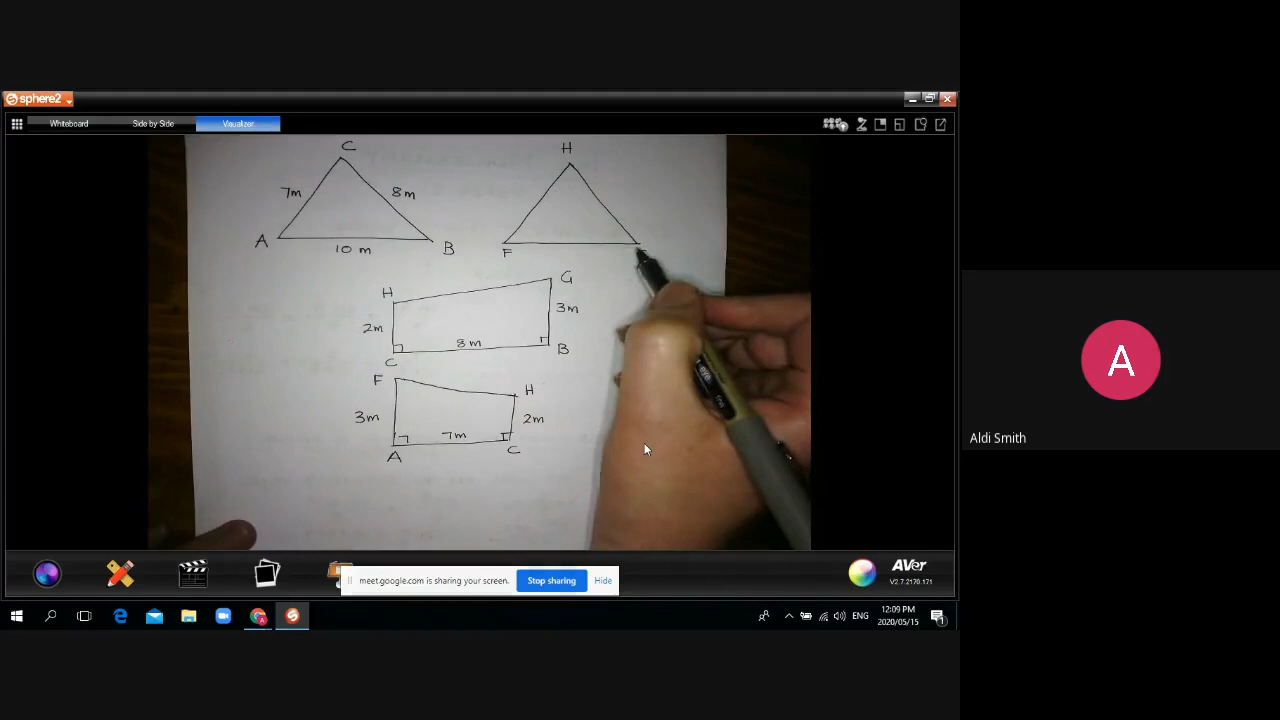 sphere2
Whiteboard Side by Side Visualizer
C H
7m 8m
A B
10 m
F
H G
2m 3m
8m
C B
F H
3m 2m
7m
A C
Aldi Smith
A
meet.google.com is sharing your screen. Stop sharing Hide
AVer
V2.7.2170.171
12:09 PM
ENG
2020/05/15
1